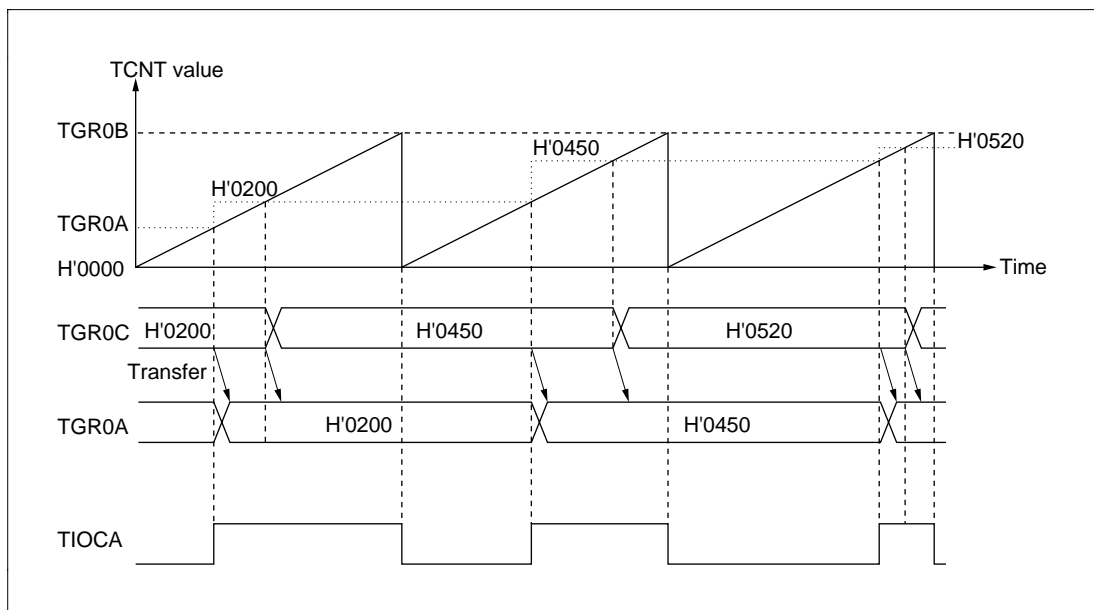 TCNT value
TGR0B
H'0520
H'0450
H'0200
TGR0A
H'0000
Time
TGR0C
H'0200
H'0450
H'0520
Transfer
TGR0A
H'0200
H'0450
TIOCA